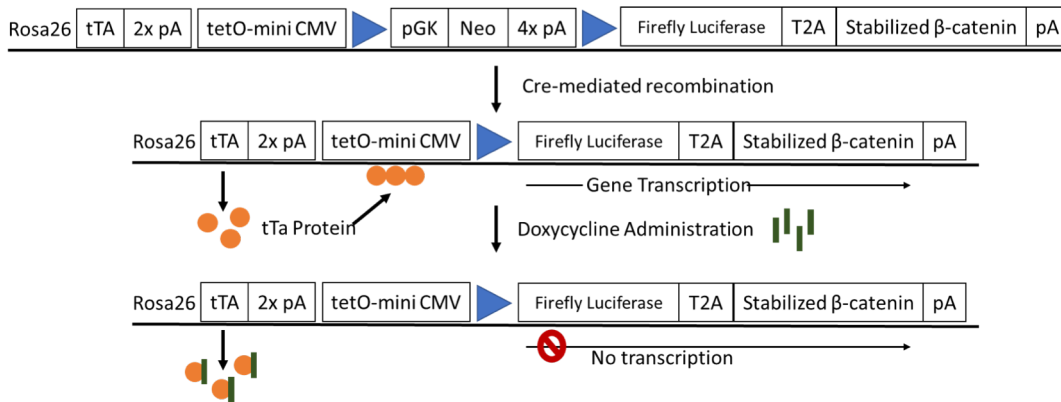 Rosa26 tTA 2x pA tetO-mini CMV pGK Neo 4x pA Firefly Luciferase T2A Stabilized β-catenin pA
Cre-mediated recombination
Rosa26 tTA 2x pA tetO-mini CMV Firefly Luciferase T2A Stabilized β-catenin pA
Gene Transcription
tTa Protein
Doxycycline Administration
Rosa26 tTA 2x pA tetO-mini CMV Firefly Luciferase T2A Stabilized β-catenin pA
No transcription